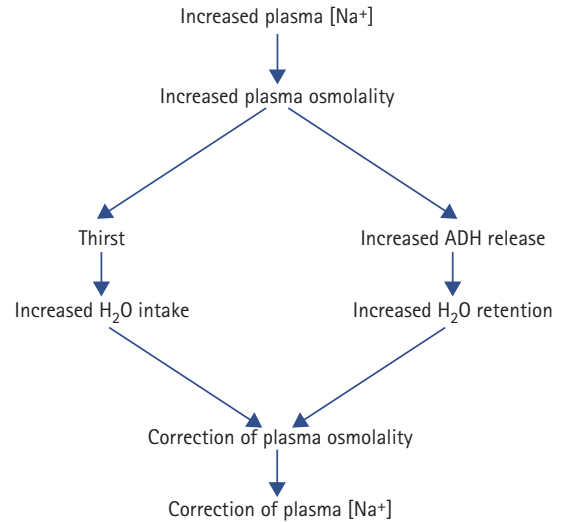 Increased plasma [Na⁺]
Increased plasma osmolality
Thirst
Increased ADH release
Increased H₂O intake
Increased H₂O retention
Correction of plasma osmolality
Correction of plasma [Na⁺]